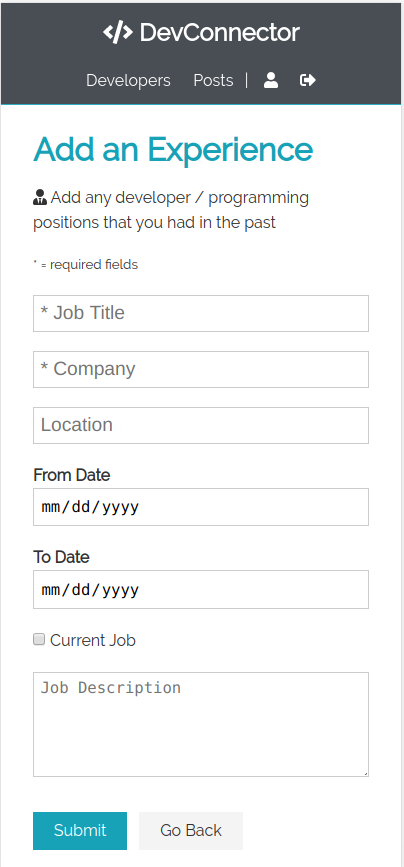 </> DevConnector
Developers Posts |
Add an Experience
Add any developer / programming
positions that you had in the past
* = required fields
* Job Title
* Company
Location
From Date
mm/dd/yyyy
To Date
mm/dd/yyyy
Current Job
Job Description
Submit Go Back